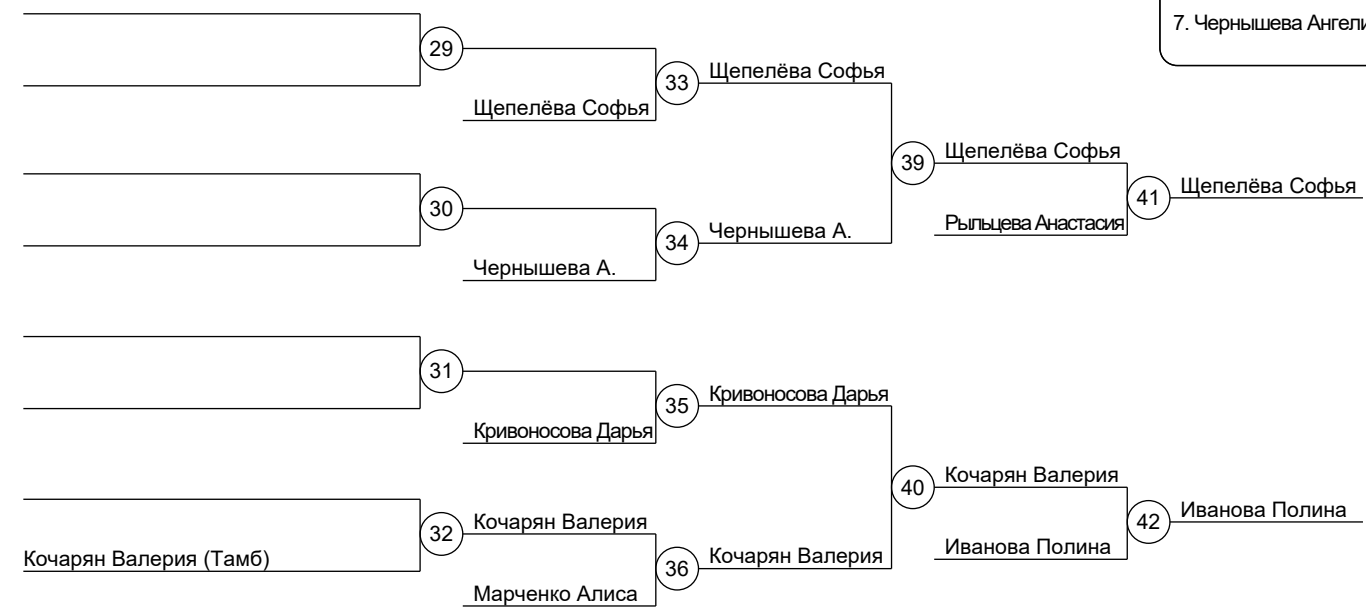 7. Чернышева Ангели
29
33
Щепелёва Софья
Щепелёва Софья
39
Щепелёва Софья
41
Щепелёва Софья
Рыльцева Анастасия
30
34
Чернышева А.
Чернышева А.
31
35
Кривоносова Дарья
Кривоносова Дарья
40
Кочарян Валерия
42
Иванова Полина
Иванова Полина
32
Кочарян Валерия
Кочарян Валерия (Тамб)
36
Кочарян Валерия
Марченко Алиса